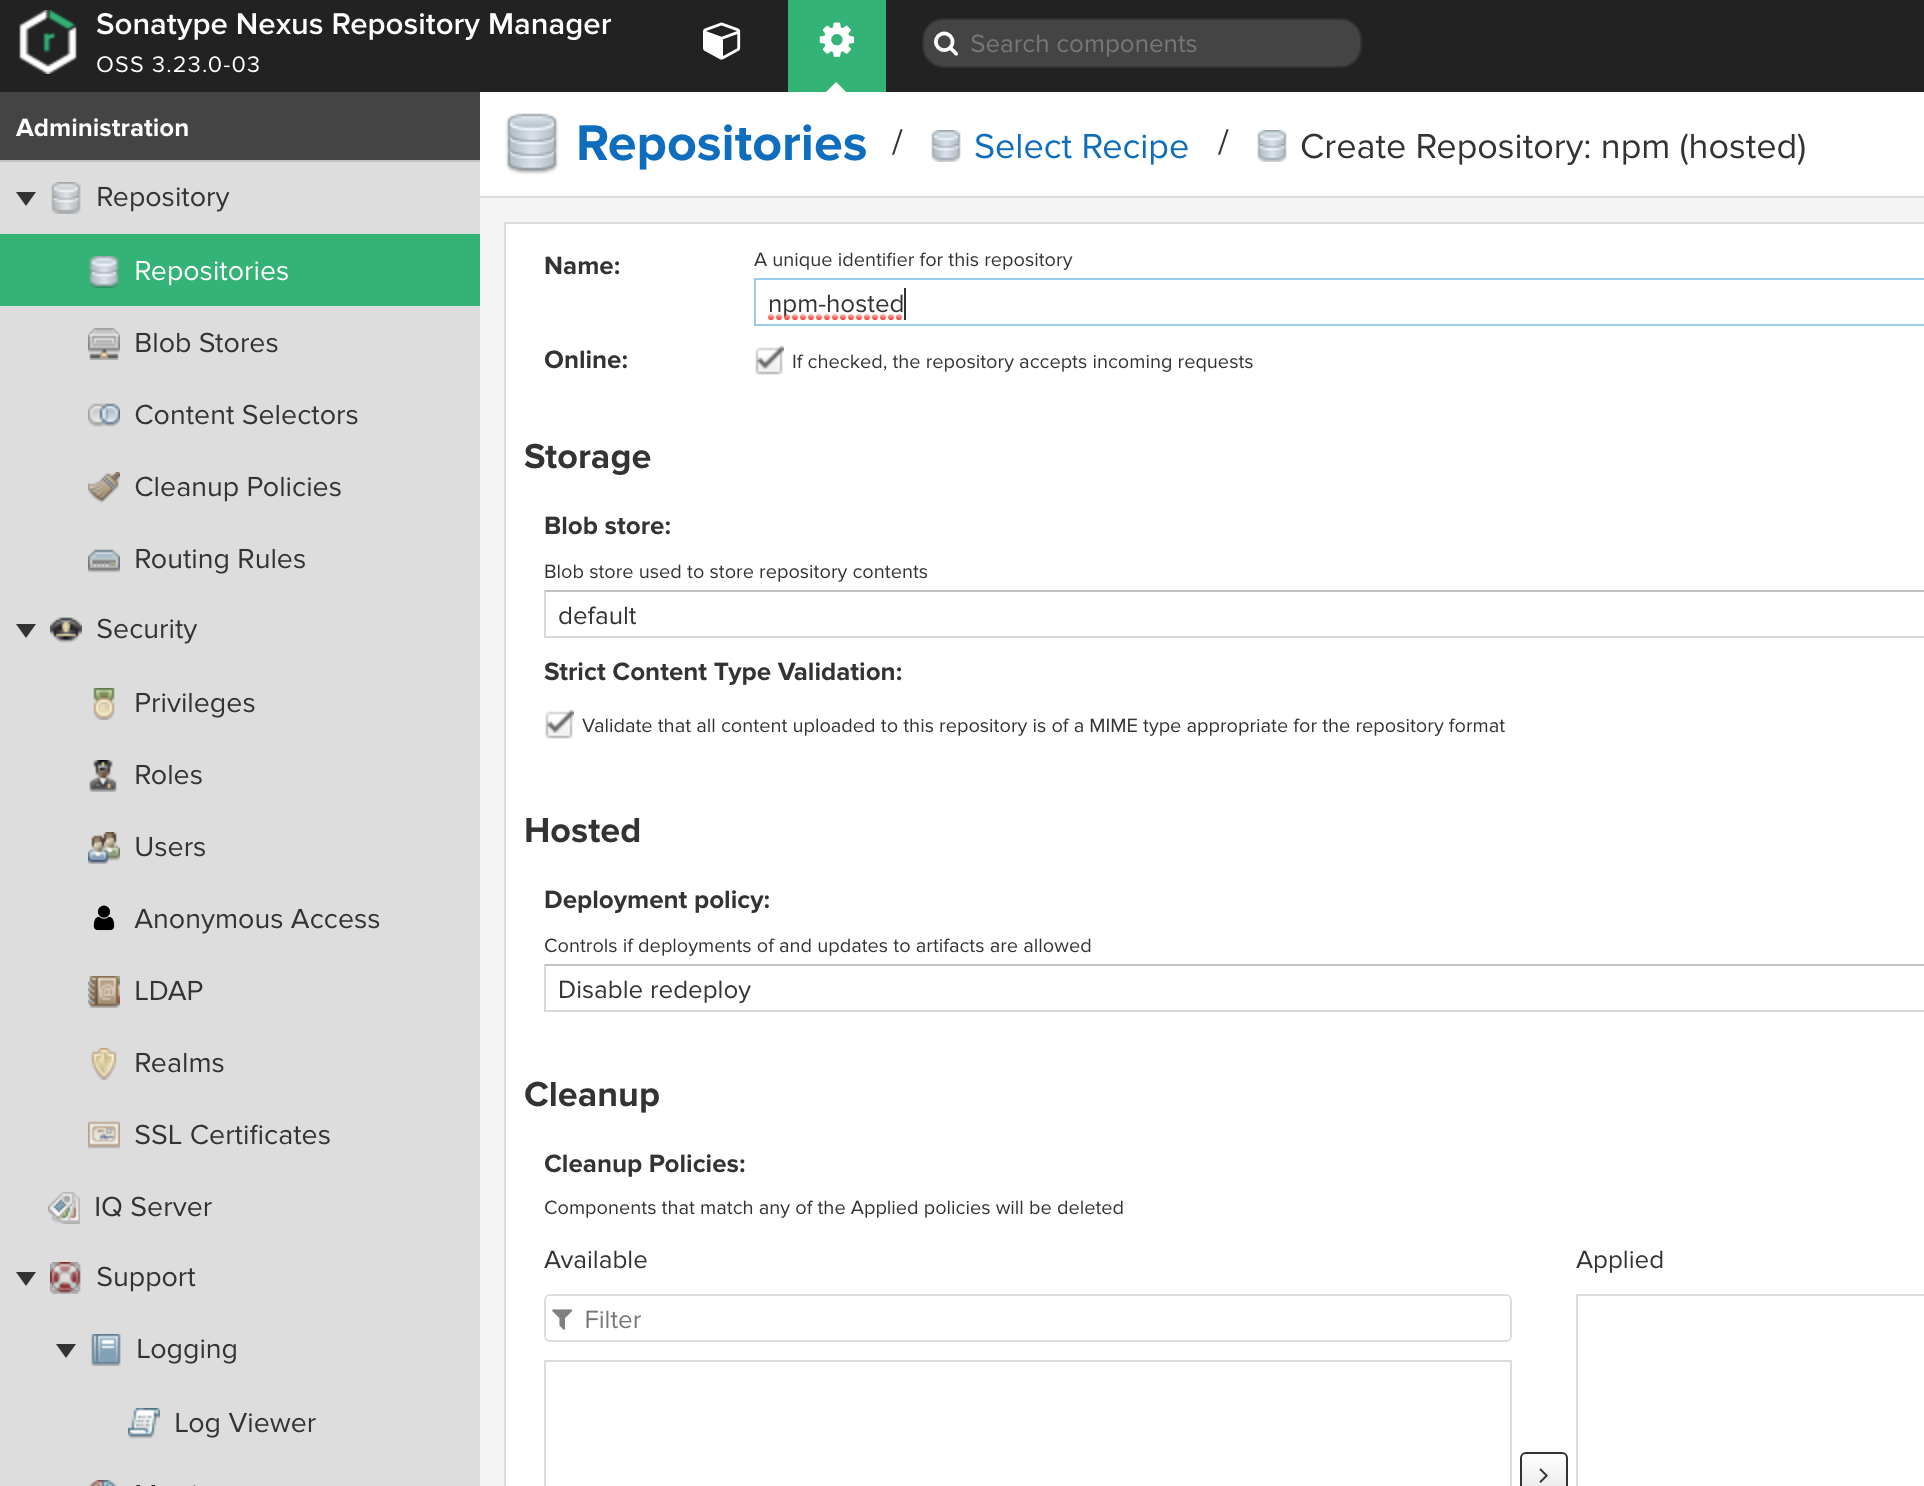 Sonatype Nexus Repository Manager
OSS 3.23.0-03
Search components
Administration
Repositories / Select Recipe / Create Repository: npm (hosted)
Repository
Repositories
Blob Stores
Content Selectors
Cleanup Policies
Routing Rules
Security
Privileges
Roles
Users
Anonymous Access
LDAP
Realms
SSL Certificates
IQ Server
Support
Logging
Log Viewer
Name:
A unique identifier for this repository
npm-hosted
Online:
If checked, the repository accepts incoming requests
Storage
Blob store:
Blob store used to store repository contents
default
Strict Content Type Validation:
Validate that all content uploaded to this repository is of a MIME type appropriate for the repository format
Hosted
Deployment policy:
Controls if deployments of and updates to artifacts are allowed
Disable redeploy
Cleanup
Cleanup Policies:
Components that match any of the Applied policies will be deleted
Available
Applied
Filter